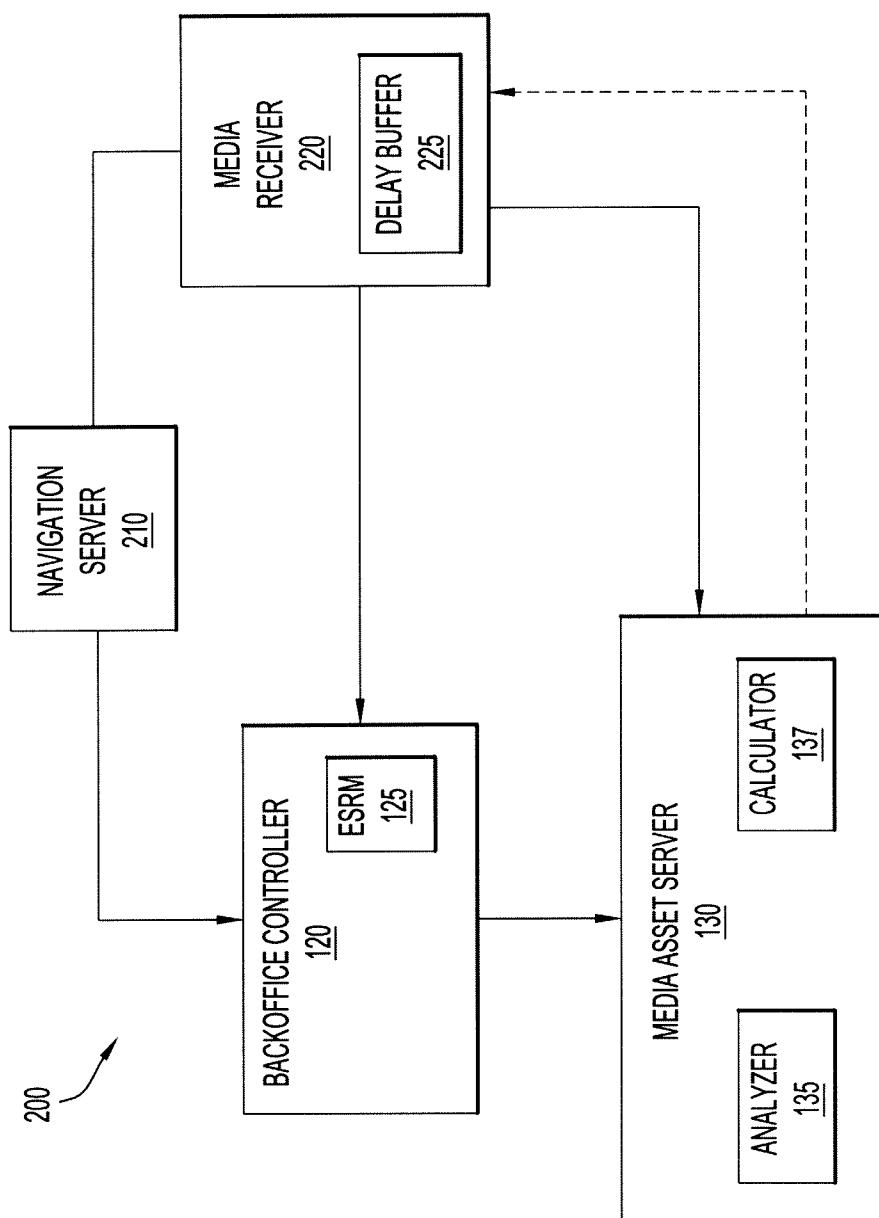 200
NAVIGATION
SERVER
210
BACKOFFICE CONTROLLER
120
ESRM
125
MEDIA
RECEIVER
220
DELAY BUFFER
225
MEDIA ASSET SERVER
130
ANALYZER
135
CALCULATOR
137